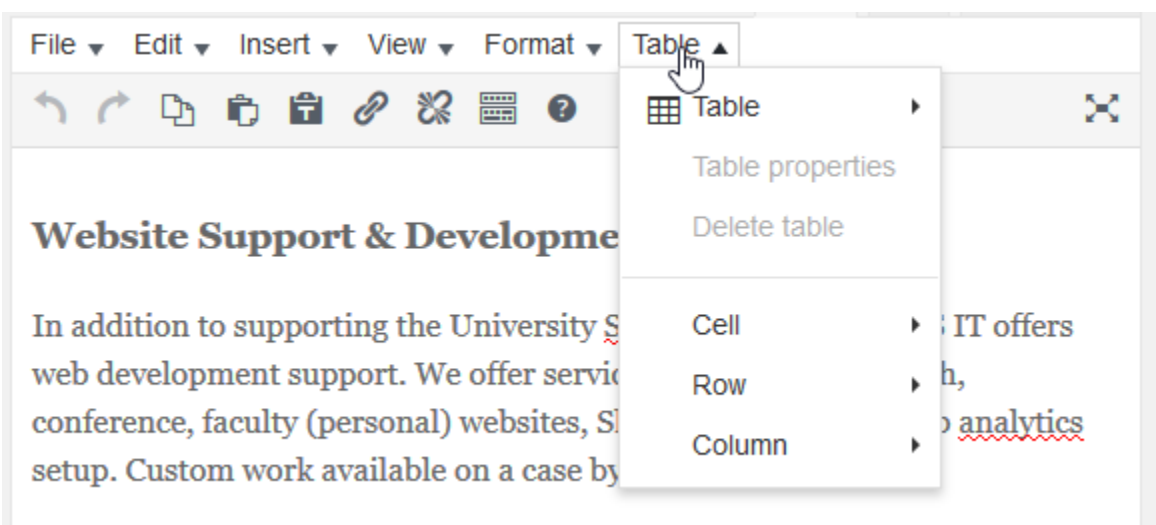 File Edit Insert View Format Table
Table
Table properties
Delete table
Cell
Row
Column
Website Support & Developme
In addition to supporting the University S IT offers
web development support. We offer servic h,
conference, faculty (personal) websites, Sl analytics
setup. Custom work available on a case by